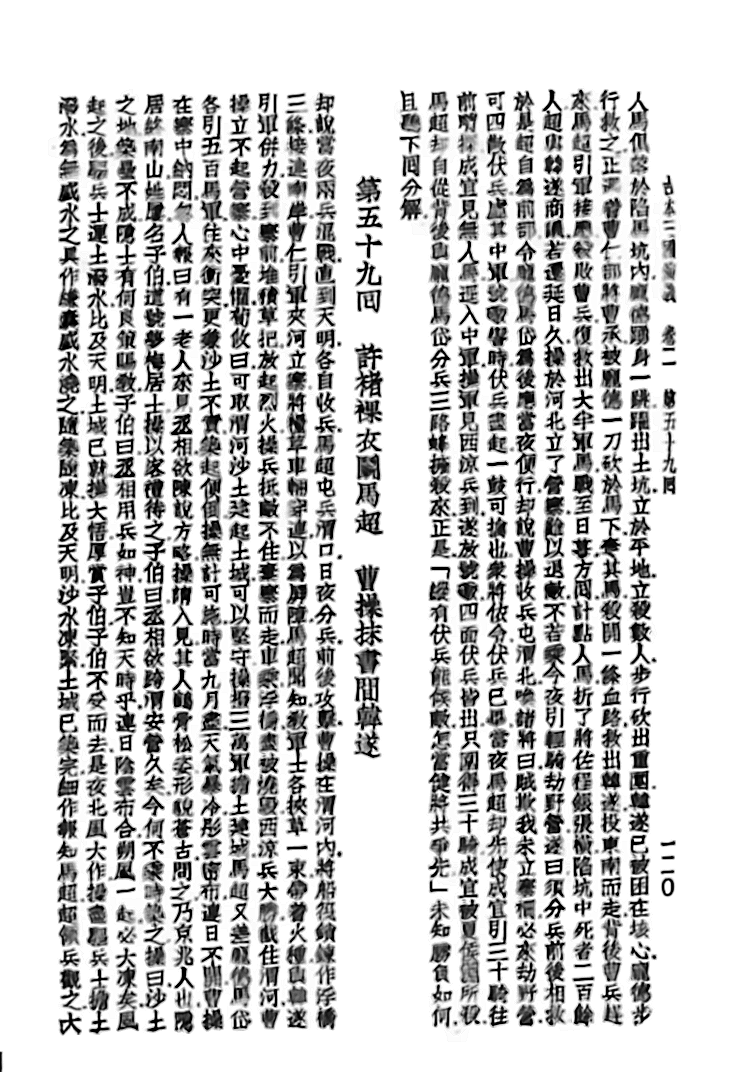 古本三國演義　卷二　第五十九回　一二〇
人馬俱落於陷馬坑內龐德踴身一跳躍出土坑立於平地立殺數人步行砍出重圍韓遂已被困在垓心龐德步
行救之正遇着曹仁部將曹永被龐德一刀砍於馬下奪其馬殺開一條血路救出韓遂投東南而走背後曹兵趕
來馬超引軍接應殺敗曹兵復救出大半軍馬戰至日暮方回計點人馬折了將佐程銀張橫陷坑中死者二百餘
人超與韓遂商議若遷延日久操於河北立了營寨難以退敵不若乘今夜引輕騎劫野營遂曰須分兵前後相救
於是超自為前部令龐德馬岱為後應當夜便行却說曹操收兵屯渭北喚諸將曰賊欺我未立寨柵必來劫野營
可四散伏兵虛其中軍號礮響時伏兵盡起一鼓可擒也衆將依令伏兵已畢當夜馬超却先使成宜引三十騎往
前哨探成宜見無人馬逕入中軍操軍見西涼兵到遂放號礮四面伏兵皆出只圍得三十騎成宜被夏侯淵所殺
馬超却自從背後與龐德馬岱分兵三路蜂擁殺來正是「縱有伏兵能候敵怎當健將共爭先」未知勝負如何
且聽下回分解
第五十九回　許褚裸衣鬬馬超　曹操抹書間韓遂
却說當夜兩兵混戰直到天明各自收兵馬超屯兵渭口日夜分兵前後攻擊曹操在渭河內將船筏鎖鍊作浮橋
三條接連南岸曹仁引軍夾河立寨將糧草車輛穿連以為屏障馬超聞知敎軍士各挾草一束帶着火種與韓遂
引軍併力殺到寨前堆積草把放起烈火操兵抵敵不住棄寨而走車乘浮橋盡被燒毀西涼兵大勝截住渭河曹
操立不起營寨心中憂懼荀攸曰可取渭河沙土築起土城可以堅守操撥三萬軍擔土築城馬超又差龐德馬岱
各引五百馬軍往來衝突更兼沙土不實築起便倒操無計可施時當九月盡天氣暴冷彤雲密布連日不開曹操
在寨中納悶忽人報曰有一老人來見丞相欲陳說方略操請入見其人鶴骨松姿形貌蒼古問之乃京兆人也隱
居終南山姓婁名子伯道號夢梅居士操以客禮待之子伯曰丞相欲跨渭安營久矣今何不乘時築之操曰沙土
之地築壘不成隱士有何良策賜敎子伯曰丞相用兵如神豈不知天時乎連日陰雲布合朔風一起必大凍矣風
起之後驅兵士運土潑水比及天明土城已就操大悟厚賞子伯子伯不受而去是夜北風大作操盡驅兵士擔土
潑水為無盛水之具作縑囊盛水澆之隨築隨凍比及天明沙水凍緊土城已築完細作報知馬超超領兵觀之大